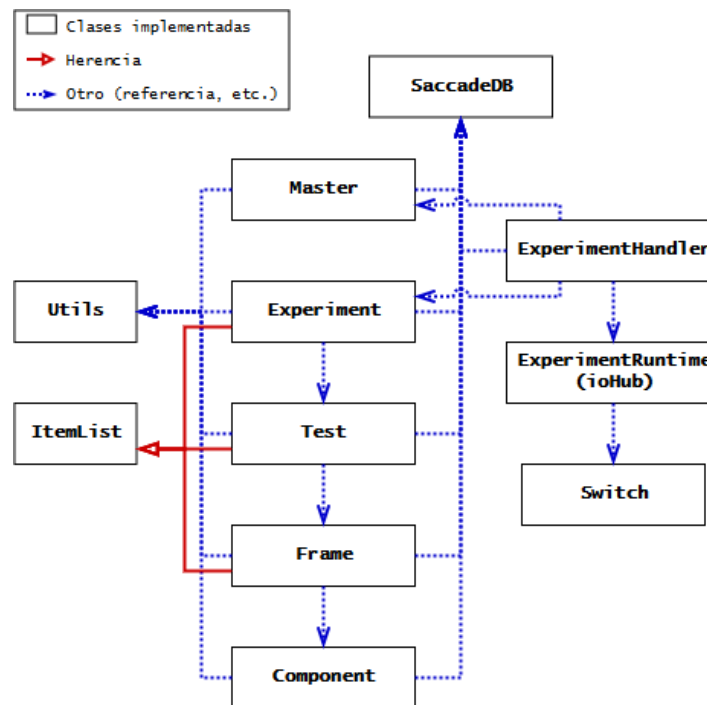 Clases implementadas
Herencia
Otro (referencia, etc.)
SaccadeDB
Master
ExperimentHandler
Utils
Experiment
ExperimentRuntime
(ioHub)
ItemList
Test
Switch
Frame
Component